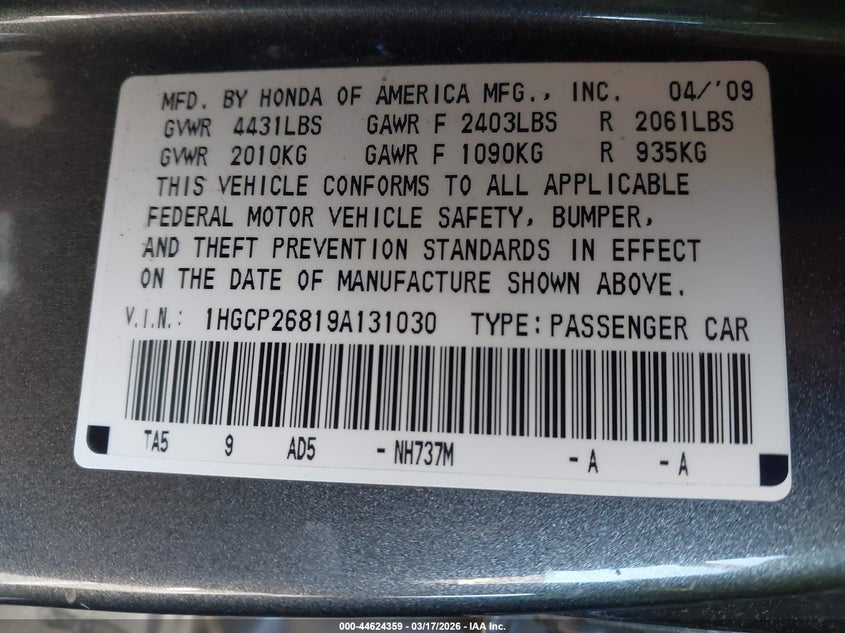 MFD. BY HONDA OF AMERICA MFG., INC. 04/'09
GVWR 4431LBS GAWR F 2403LBS R 2061LBS
GVWR 2010KG GAWR F 1090KG R 935KG
THIS VEHICLE CONFORMS TO ALL APPLICABLE
FEDERAL MOTOR VEHICLE SAFETY, BUMPER,
AND THEFT PREVENTION STANDARDS IN EFFECT
ON THE DATE OF MANUFACTURE SHOWN ABOVE.
V.I.N.: 1HGCP26819A131030 TYPE: PASSENGER CAR
TA5 9 AD5 - NH737M - A - A
000-44624359 - 03/17/2026 - IAA Inc.